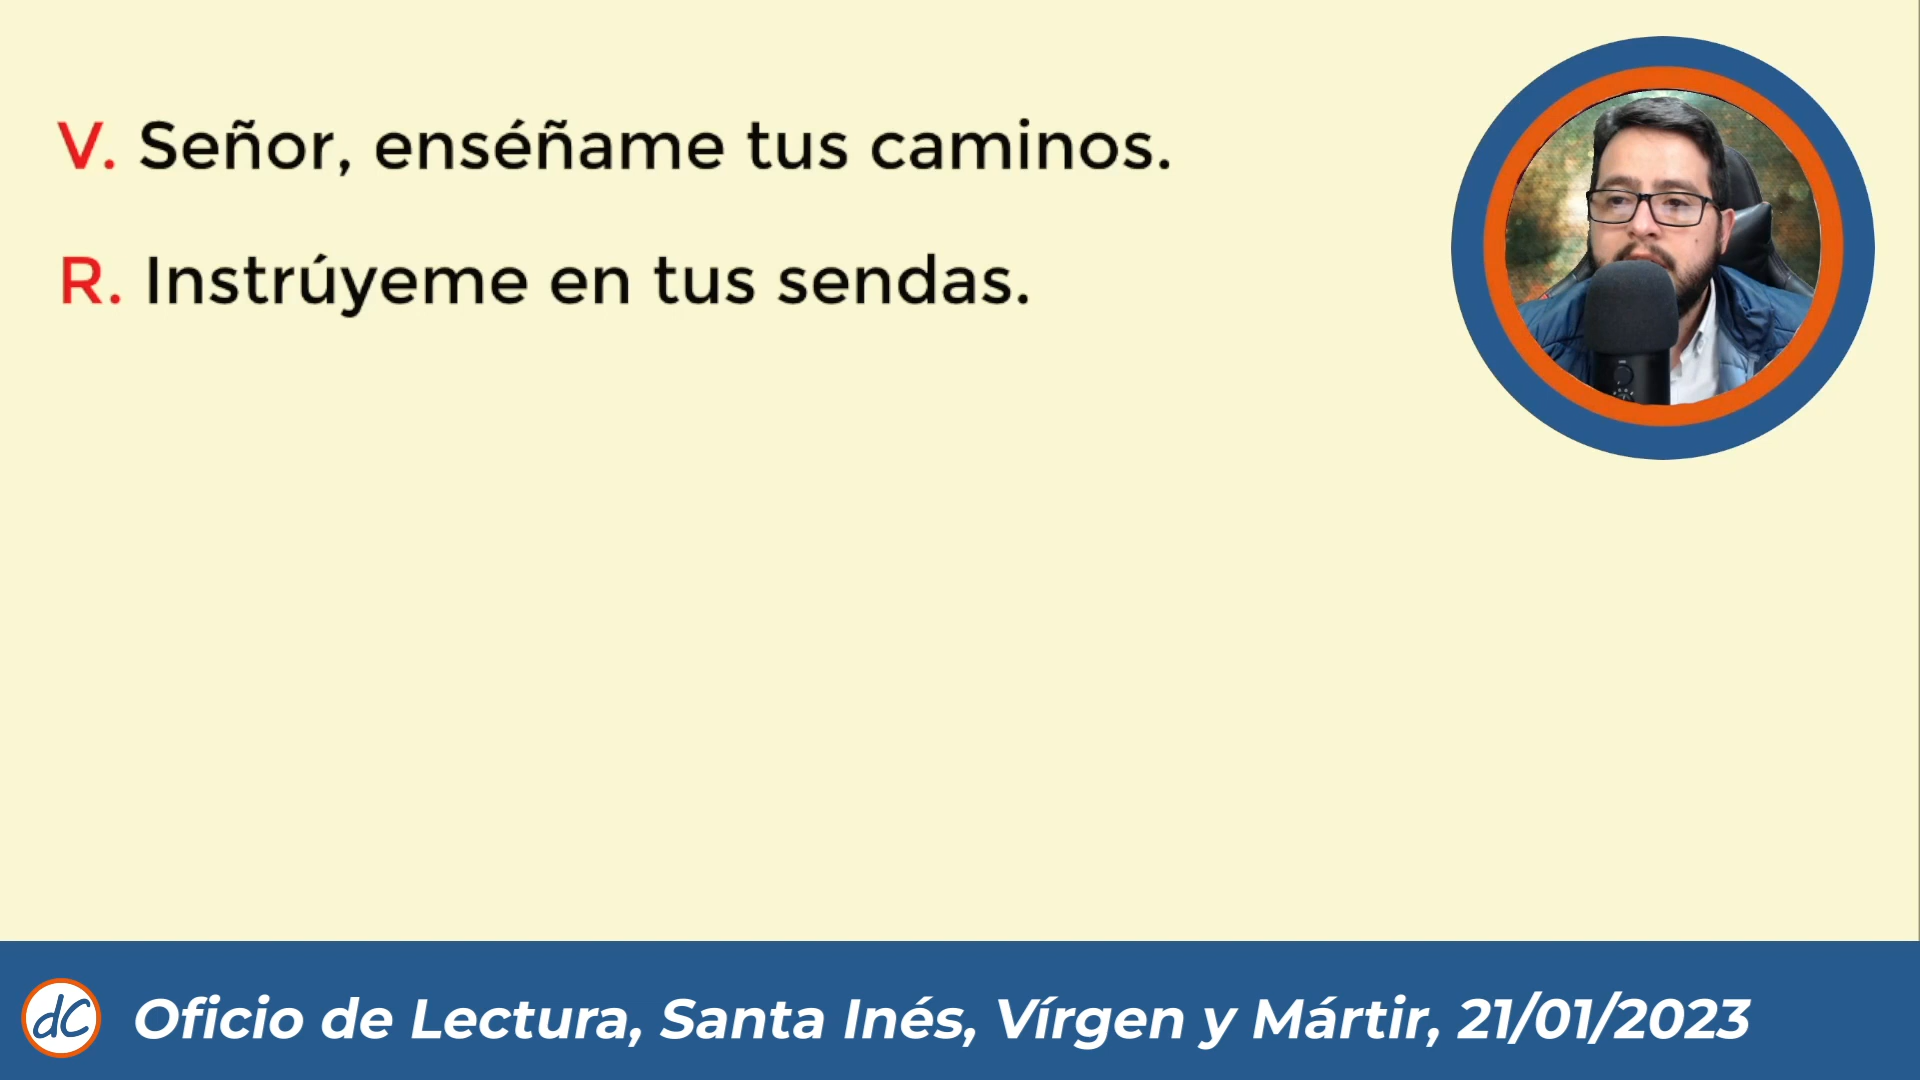 V. Señor, enséñame tus caminos.
R. Instrúyeme en tus sendas.
dC Oficio de Lectura, Santa Inés, Vírgen y Mártir, 21/01/2023